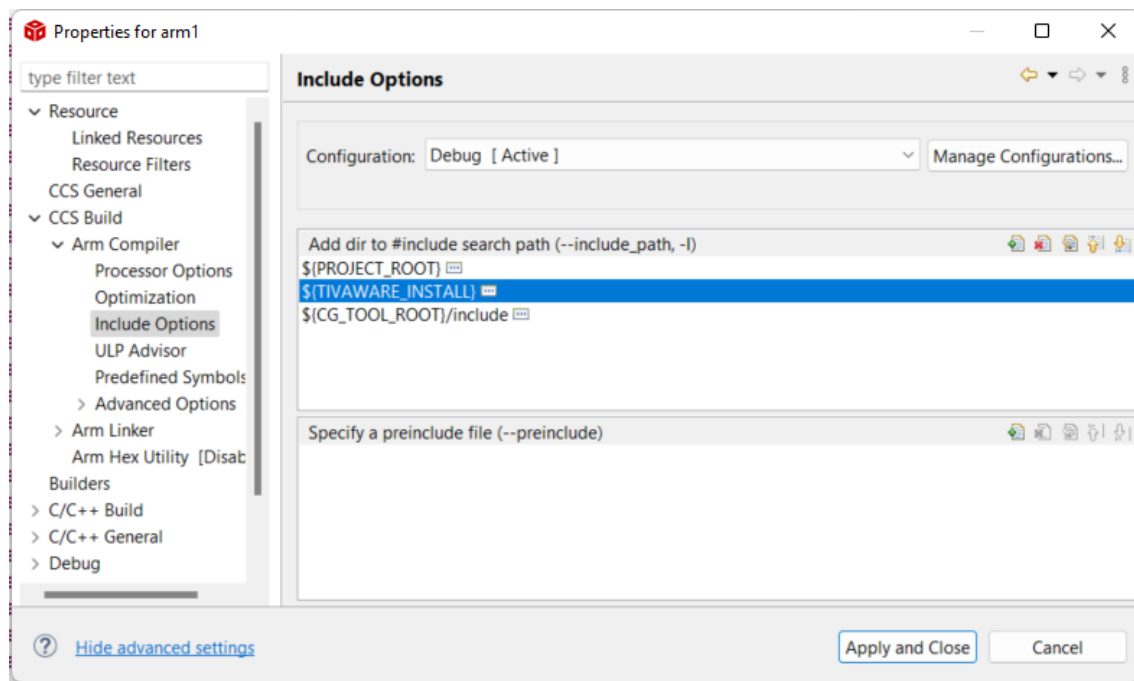 Properties for arm1
type filter text
Resource
Linked Resources
Resource Filters
CCS General
CCS Build
Arm Compiler
Processor Options
Optimization
Include Options
ULP Advisor
Predefined Symbols
Advanced Options
Arm Linker
Arm Hex Utility [Disab
Builders
C/C++ Build
C/C++ General
Debug
Include Options
Configuration: Debug [ Active ]
Manage Configurations...
Add dir to #include search path (--include_path, -I)
${PROJECT_ROOT}
${TIVAWARE_INSTALL}
${CG_TOOL_ROOT}/include
Specify a preinclude file (--preinclude)
Hide advanced settings
Apply and Close
Cancel